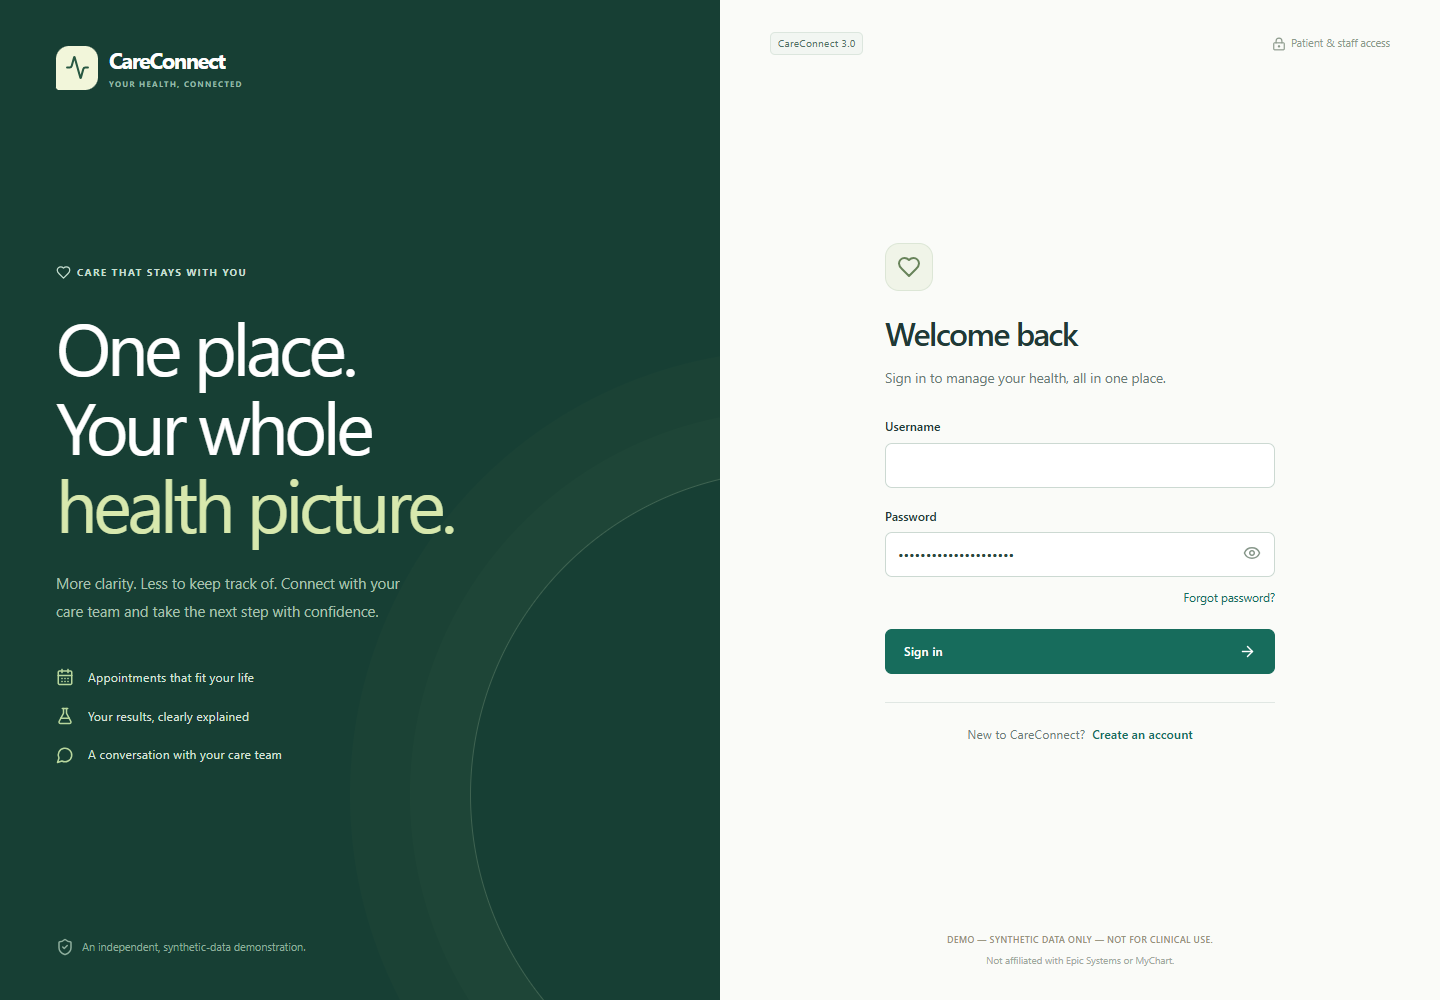 CareConnect
YOUR HEALTH, CONNECTED
CARE THAT STAYS WITH YOU
One place.
Your whole
health picture.
More clarity. Less to keep track of. Connect with your
care team and take the next step with confidence.
Appointments that fit your life
Your results, clearly explained
A conversation with your care team
An independent, synthetic-data demonstration.
CareConnect 3.0
Patient & staff access
Welcome back
Sign in to manage your health, all in one place.
Username
Password
•••••••••••••••••••••
Forgot password?
Sign in
New to CareConnect? Create an account
DEMO — SYNTHETIC DATA ONLY — NOT FOR CLINICAL USE.
Not affiliated with Epic Systems or MyChart.